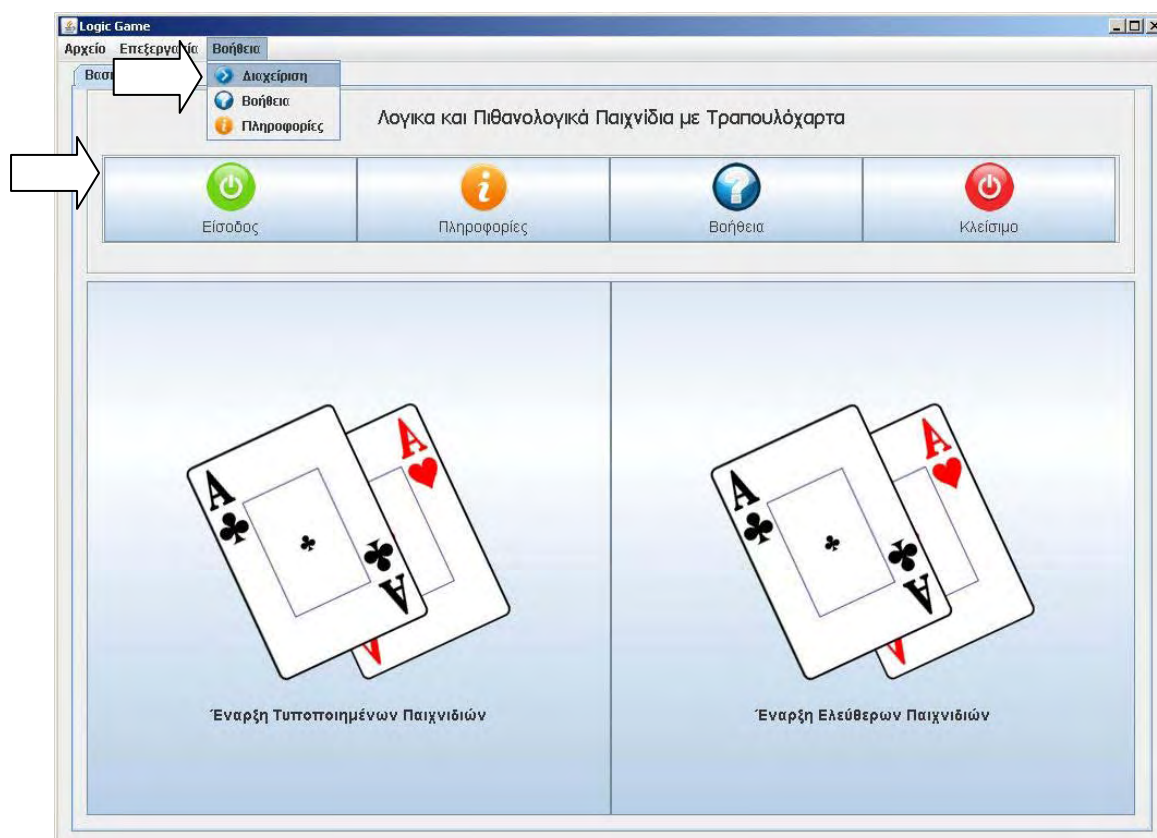 Logic Game
Αρχείο Επεξεργασία Βοήθεια
Διαχείριση
Βοήθεια
Πληροφορίες
Λογικα και Πιθανολογικά Παιχνίδια με Τραπουλόχαρτα
Είσοδος Πληροφορίες Βοήθεια Κλείσιμο
A A A A
A A A A
Έναρξη Τυποποιημένων Παιχνιδιών Έναρξη Ελεύθερων Παιχνιδιών